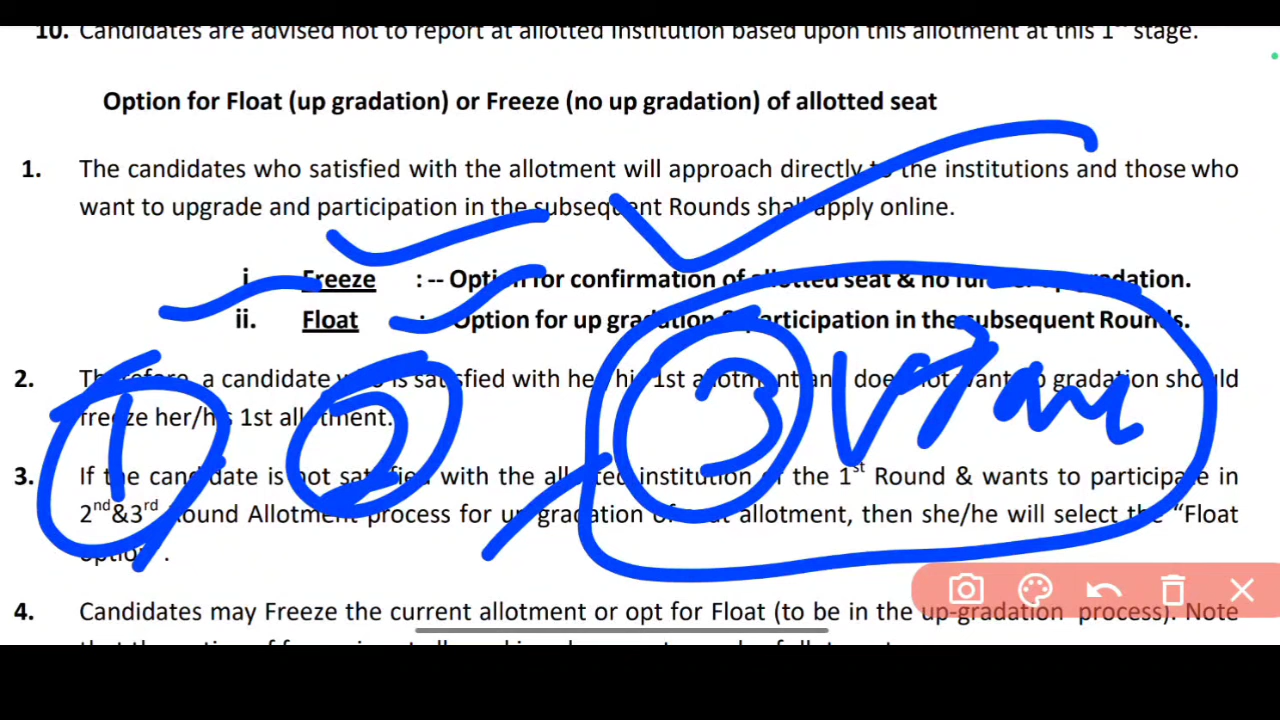 10. Candidates are advised not to report at allotted institution based upon this allotment at this 1st stage.
Option for Float (up gradation) or Freeze (no up gradation) of allotted seat
1. The candidates who satisfied with the allotment will approach directly to the institutions and those who
want to upgrade and participation in the subsequent Rounds shall apply online.
i. Freeze : -- Option for confirmation of allotted seat & no further up gradation.
ii. Float : -- Option for up gradation & participation in the subsequent Rounds.
2. Therefore, a candidate who is satisfied with her/his 1st allotment and does not want up gradation should
freeze her/his 1st allotment.
3. If the candidate is not satisfied with the allotted institution of the 1st Round & wants to participate in
2nd&3rd Round Allotment process for up gradation of seat allotment, then she/he will select the “Float
option”.
1 2 3
4. Candidates may Freeze the current allotment or opt for Float (to be in the up-gradation process). Note